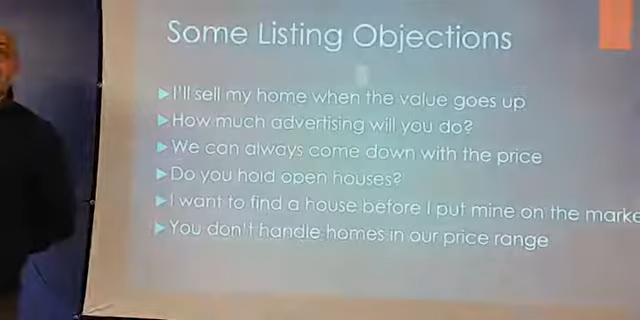 Some Listing Objections
I'll sell my home when the value goes up
How much advertising will you do?
We can always come down with the price
Do you hold open houses?
I want to find a house before I put mine on the marke
You don't handle homes in our price range